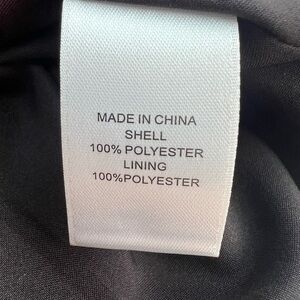 MADE IN CHINA
SHELL
100% POLYESTER
LINING
100%POLYESTER